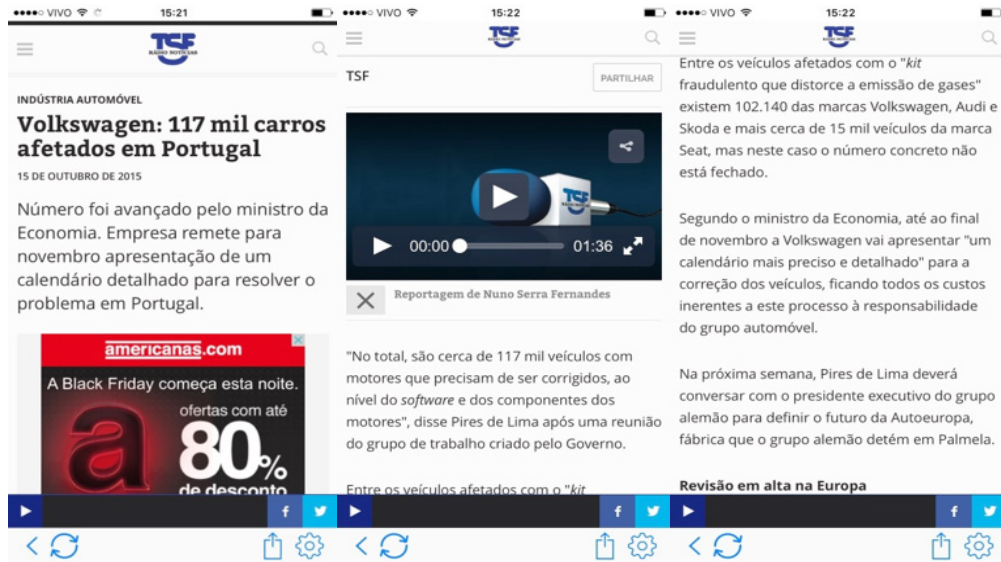 VIVO 15:21
TSF
RÁDIO NOTÍCIAS
INDÚSTRIA AUTOMÓVEL
Volkswagen: 117 mil carros
afetados em Portugal
15 DE OUTUBRO DE 2015
Número foi avançado pelo ministro da
Economia. Empresa remete para
novembro apresentação de um
calendário detalhado para resolver o
problema em Portugal.
americanas.com
A Black Friday começa esta noite.
ofertas com até
80%
de desconto
a
VIVO 15:22
TSF
RÁDIO NOTÍCIAS
TSF
PARTILHAR
TSF
00:00 01:36
Reportagem de Nuno Serra Fernandes
"No total, são cerca de 117 mil veículos com
motores que precisam de ser corrigidos, ao
nível do software e dos componentes dos
motores", disse Pires de Lima após uma reunião
do grupo de trabalho criado pelo Governo.
Entre os veículos afetados com o "kit
VIVO 15:22
TSF
RÁDIO NOTÍCIAS
Entre os veículos afetados com o "kit
fraudulento que distorce a emissão de gases"
existem 102.140 das marcas Volkswagen, Audi e
Skoda e mais cerca de 15 mil veículos da marca
Seat, mas neste caso o número concreto não
está fechado.
Segundo o ministro da Economia, até ao final
de novembro a Volkswagen vai apresentar "um
calendário mais preciso e detalhado" para a
correção dos veículos, ficando todos os custos
inerentes a este processo à responsabilidade
do grupo automóvel.
Na próxima semana, Pires de Lima deverá
conversar com o presidente executivo do grupo
alemão para definir o futuro da Autoeuropa,
fábrica que o grupo alemão detém em Palmela.
Revisão em alta na Europa